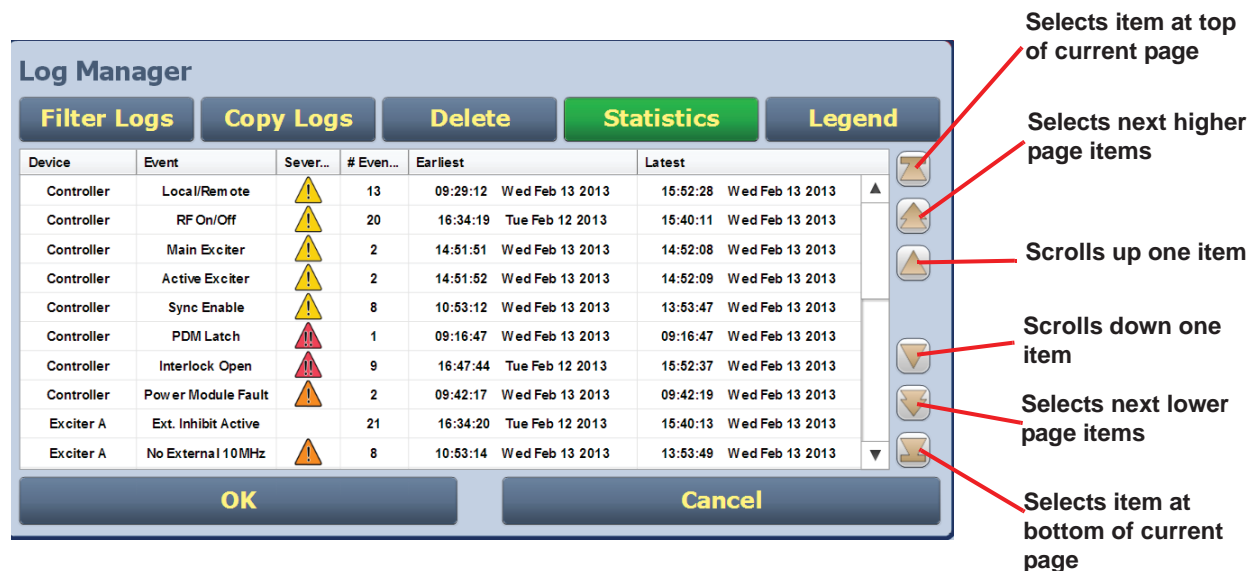 Selects item at top
of current page
Log Manager
Filter Logs Copy Logs Delete Statistics Legend
Selects next higher
page items
Device Event Sever... # Even... Earliest Latest
Controller Local/Remote 13 09:29:12 Wed Feb 13 2013 15:52:28 Wed Feb 13 2013
Controller RF On/Off 20 16:34:19 Tue Feb 12 2013 15:40:11 Wed Feb 13 2013
Controller Main Exciter 2 14:51:51 Wed Feb 13 2013 14:52:08 Wed Feb 13 2013
Scrolls up one item
Controller Active Exciter 2 14:51:52 Wed Feb 13 2013 14:52:09 Wed Feb 13 2013
Controller Sync Enable 8 10:53:12 Wed Feb 13 2013 13:53:47 Wed Feb 13 2013
Controller PDM Latch 1 09:16:47 Wed Feb 13 2013 09:16:47 Wed Feb 13 2013
Scrolls down one
item
Controller Interlock Open 9 16:47:44 Tue Feb 12 2013 15:52:37 Wed Feb 13 2013
Controller Power Module Fault 2 09:42:17 Wed Feb 13 2013 09:42:19 Wed Feb 13 2013
Selects next lower
page items
Exciter A Ext. Inhibit Active 21 16:34:20 Tue Feb 12 2013 15:40:13 Wed Feb 13 2013
Exciter A No External 10MHz 8 10:53:14 Wed Feb 13 2013 13:53:49 Wed Feb 13 2013
OK Cancel
Selects item at
bottom of current
page